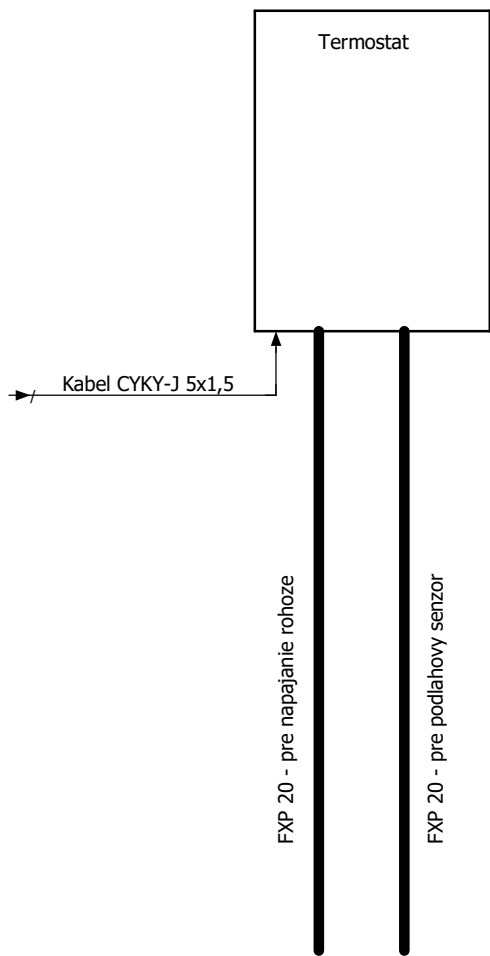 Termostat
Kabel CYKY-J 5x1,5
FXP 20 - pre napajanie rohoze
FXP 20 - pre podlahovy senzor